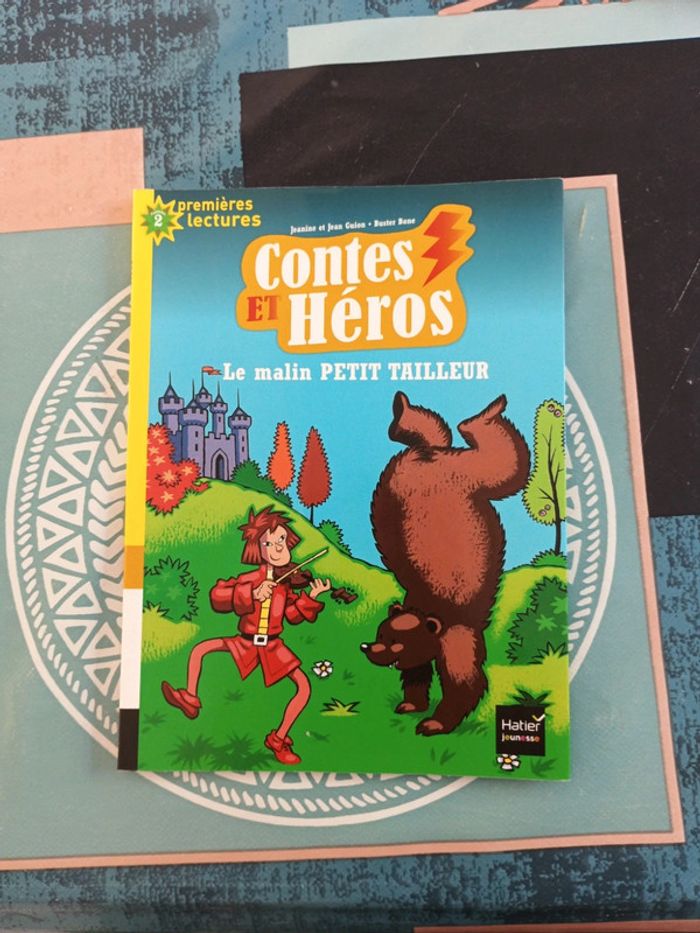 premières
2 lectures
Jeanine et Jean Guion • Buster Bone
Contes
ET Héros
Le malin PETIT TAILLEUR
Hatier
jeunesse